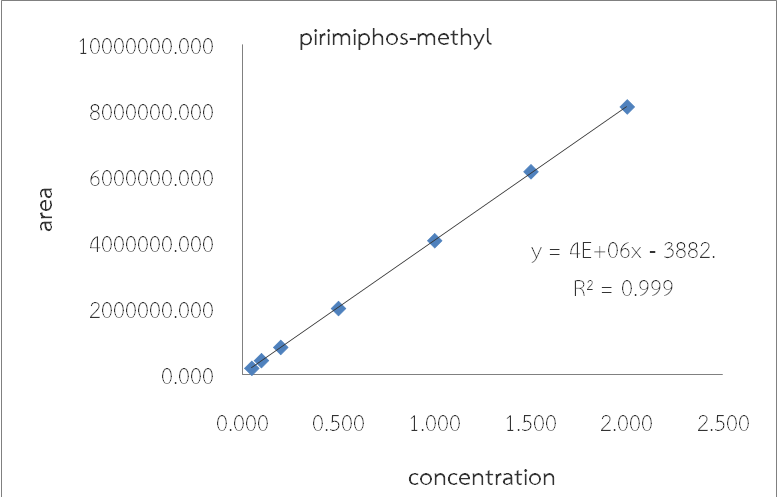 pirimiphos-methyl
10000000.000
8000000.000
6000000.000
4000000.000
2000000.000
0.000
area
y = 4E+06x - 3882.
R² = 0.999
0.000 0.500 1.000 1.500 2.000 2.500
concentration